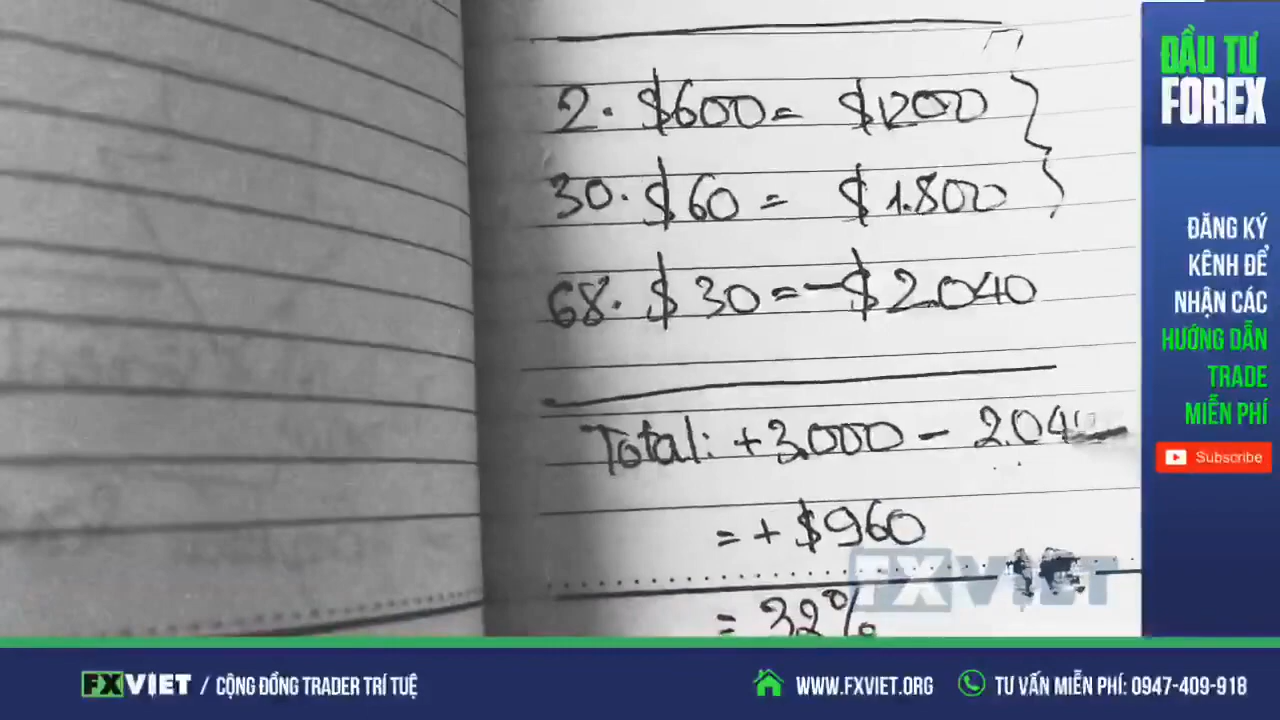 2. $600 = $1200
30. $60 = $1.800
68. $30 = -$2.040
Total: +3.000 - 2.04
= + $960
= 32%
FXVIET
ĐẦU TƯ
FOREX
ĐĂNG KÝ
KÊNH ĐỂ
NHẬN CÁC
HƯỚNG DẪN
TRADE
MIỄN PHÍ
Subscribe
FXVIET / CỘNG ĐỒNG TRADER TRÍ TUỆ
WWW.FXVIET.ORG
TƯ VẤN MIỄN PHÍ: 0947-409-918